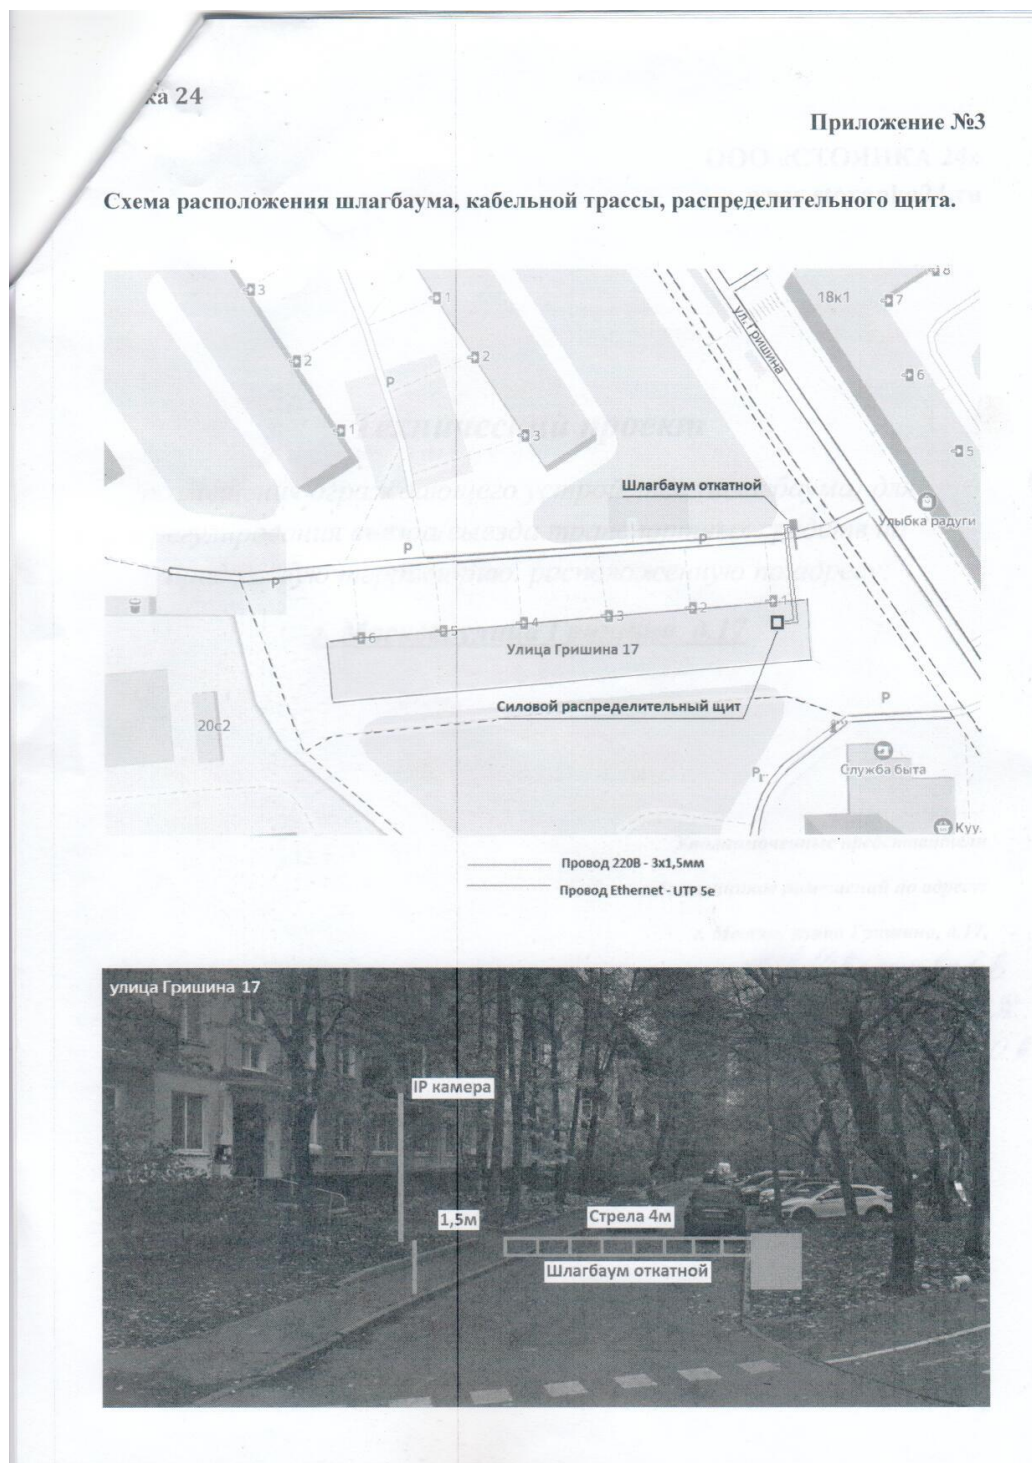 ка 24
Приложение №3
Схема расположения шлагбаума, кабельной трассы, распределительного щита.
3
1
2
P
2
1
3
ул. Гришина
18к1
8
7
6
5
Шлагбаум откатной
Улыбка радуги
P
P
P
6
5
4
3
2
1
Улица Гришина 17
Силовой распределительный щит
20с2
P
P
Служба быта
Куу.
Провод 220В - 3x1,5мм
Провод Ethernet - UTP 5e
улица Гришина 17
IP камера
1,5м
Стрела 4м
Шлагбаум откатной